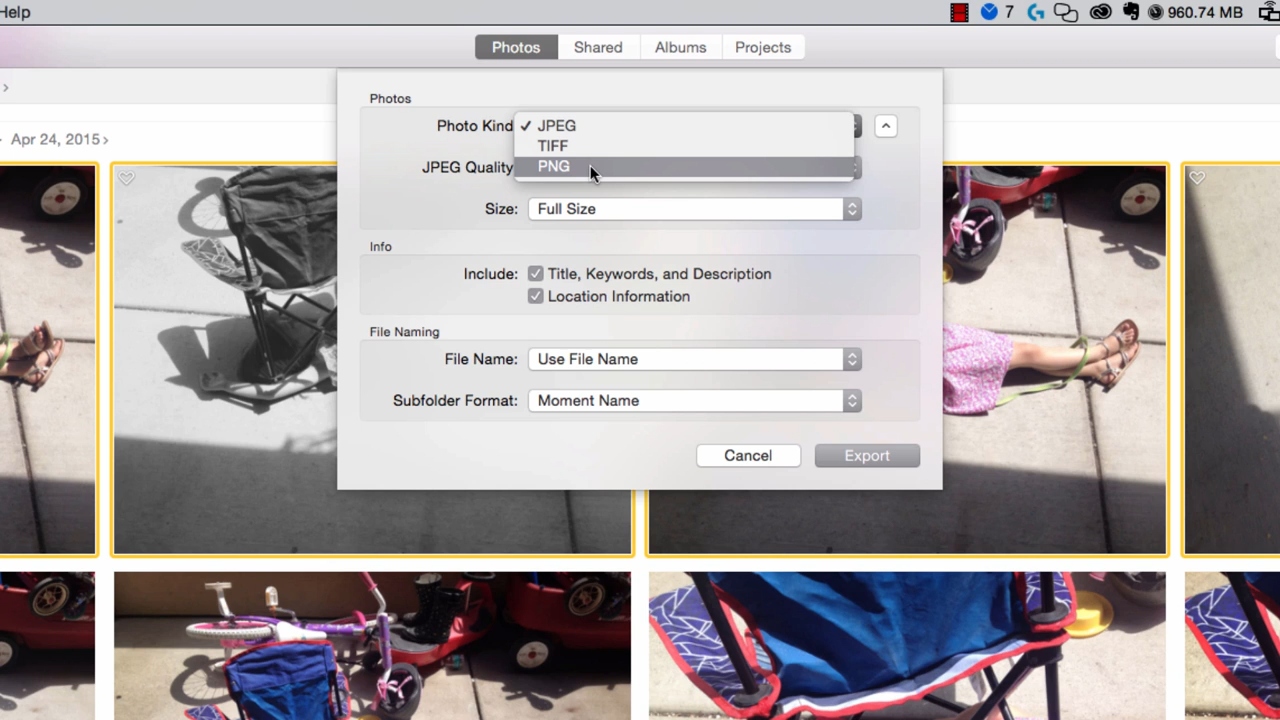 Help
7
960.74 MB
Photos Shared Albums Projects
Apr 24, 2015
Photos
Photo Kind ✓ JPEG
TIFF
JPEG Quality PNG
Size: Full Size
Info
Include: Title, Keywords, and Description
Location Information
File Naming
File Name: Use File Name
Subfolder Format: Moment Name
Cancel Export